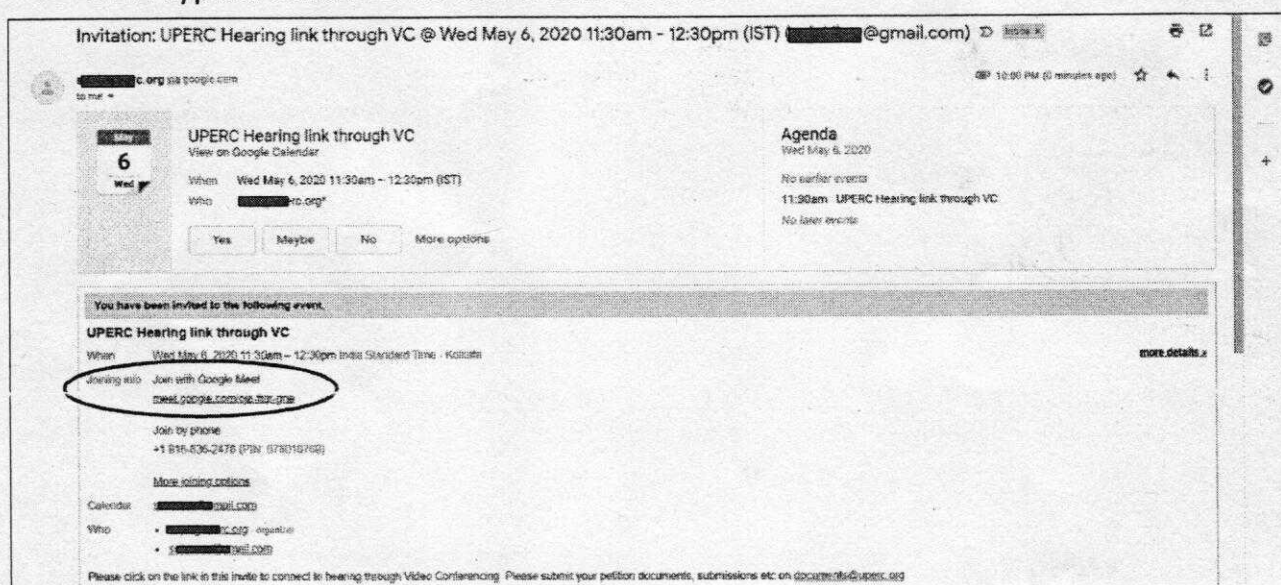 Invitation: UPERC Hearing link through VC @ Wed May 6, 2020 11:30am - 12:30pm (IST) (@gmail.com)
c.org via google.com
10:00 PM (0 minutes ago)
to me
May
6
Wed
UPERC Hearing link through VC
View on Google Calendar
When Wed May 6, 2020 11:30am – 12:30pm (IST)
Who rc.org*
Yes Maybe No More options
Agenda
Wed May 6, 2020
No earlier events
11:30am UPERC Hearing link through VC
No later events
You have been invited to the following event.
UPERC Hearing link through VC
When Wed May 6, 2020 11:30am – 12:30pm India Standard Time - Kolkata
more details »
Joining info Join with Google Meet
Join by phone
More joining options
Calendar mail.com
Who • rc.org - organizer
• mail.com
Please click on the link in this invite to connect to hearing through Video Conferencing. Please submit your petition documents, submissions etc on documents@uperc.org